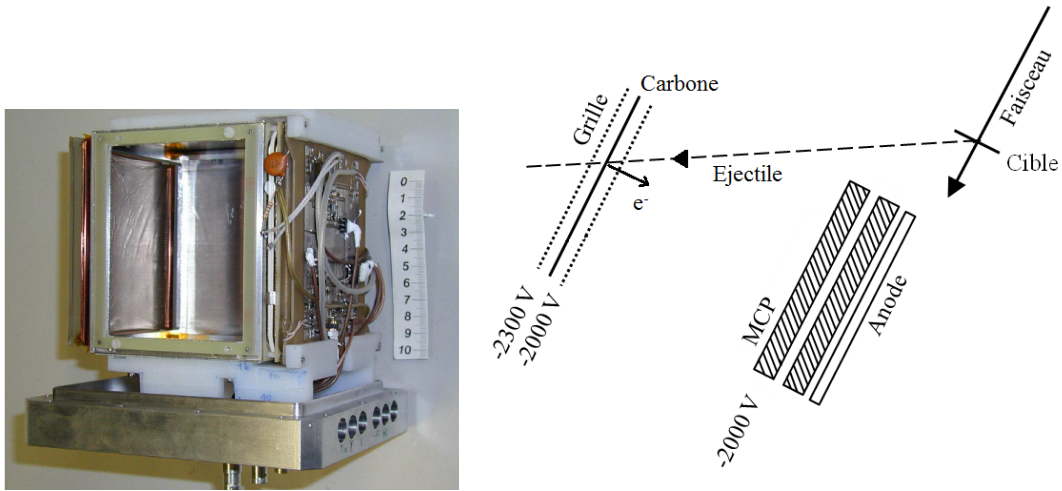 0
1
2
3
4
5
6
7
8
9
10
Carbone
Grille
Faisceau
Cible
Ejectile
e-
-2300 V
-2000 V
MCP
Anode
-2000 V